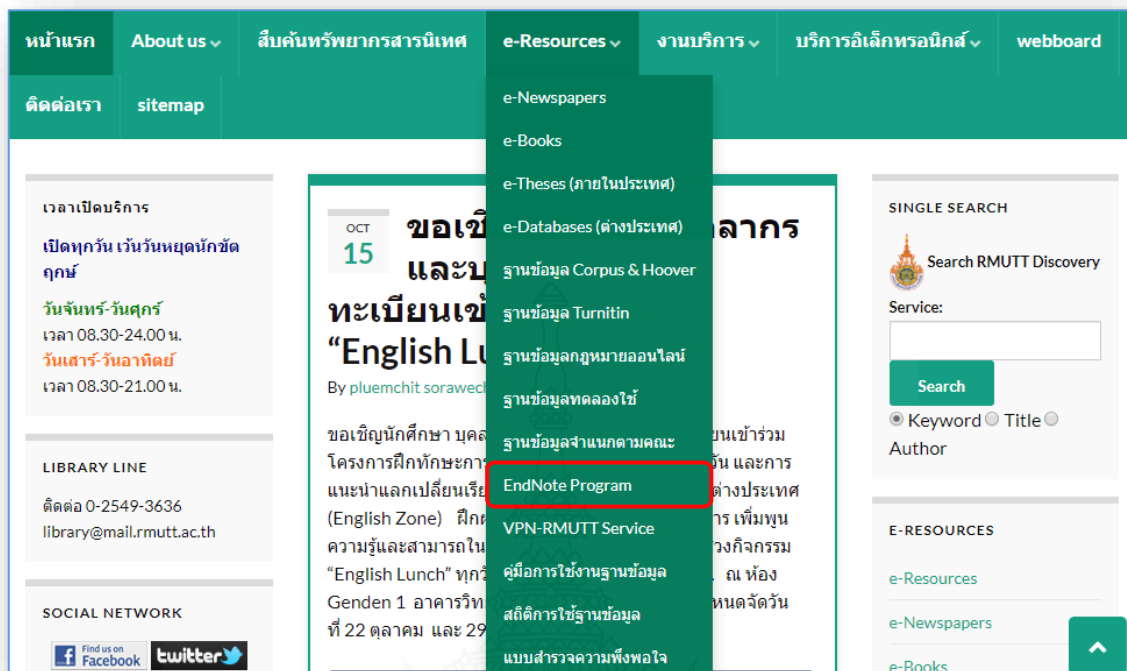 หน้าแรก
About us
สืบค้นทรัพยากรสารนิเทศ
e-Resources
งานบริการ
บริการอิเล็กทรอนิกส์
webboard
ติดต่อเรา
sitemap
e-Newspapers
e-Books
e-Theses (ภายในประเทศ)
e-Databases (ต่างประเทศ)
ฐานข้อมูล Corpus & Hoover
ฐานข้อมูล Turnitin
ฐานข้อมูลกฎหมายออนไลน์
ฐานข้อมูลทดลองใช้
ฐานข้อมูลจำแนกตามคณะ
EndNote Program
VPN-RMUTT Service
คู่มือการใช้งานฐานข้อมูล
สถิติการใช้ฐานข้อมูล
แบบสำรวจความพึงพอใจ
เวลาเปิดบริการ
เปิดทุกวัน เว้นวันหยุดนักขัต
ฤกษ์
วันจันทร์-วันศุกร์
เวลา 08.30-24.00 น.
วันเสาร์-วันอาทิตย์
เวลา 08.30-21.00 น.
LIBRARY LINE
ติดต่อ 0-2549-3636
library@mail.rmutt.ac.th
SOCIAL NETWORK
Find us on
Facebook
twitter
OCT
15
ขอเชิ ลากร
และบุ
ทะเบียนเข้
“English Lu
By pluemchit sorawech
ขอเชิญนักศึกษา บุคล ยนเข้าร่วม
โครงการฝึกทักษะกา วัน และการ
แนะนำแลกเปลี่ยนเรีย ต่างประเทศ
(English Zone) ฝึก าร เพิ่มพูน
ความรู้และสามารถใน วงกิจกรรม
“English Lunch” ทุกวั . ณ ห้อง
Genden 1 อาคารวิท หนดจัดวัน
ที่ 22 ตุลาคม และ 29
SINGLE SEARCH
Search RMUTT Discovery
Service:
Search
Keyword Title
Author
E-RESOURCES
e-Resources
e-Newspapers
e-Books